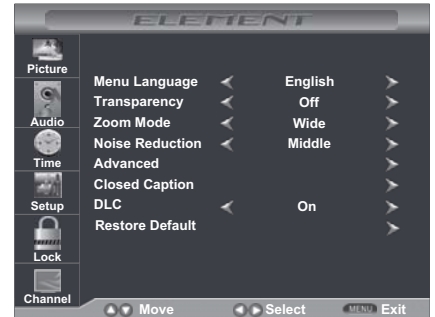 ELEMENT
Picture
Audio
Time
Setup
Lock
Channel
Menu Language English
Transparency Off
Zoom Mode Wide
Noise Reduction Middle
Advanced
Closed Caption
DLC On
Restore Default
Move Select MENU Exit